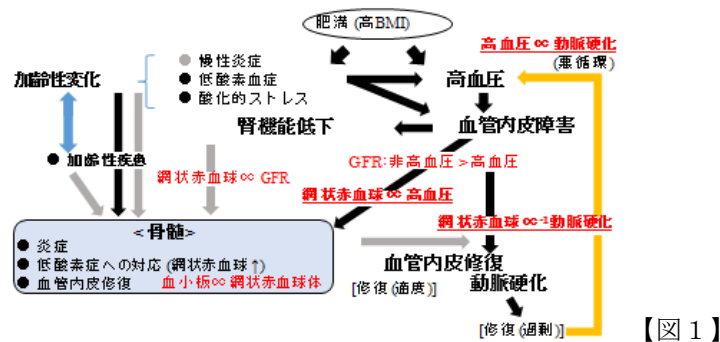 肥満 (高BMI)
高血圧∝動脈硬化
(悪循環)
● 慢性炎症
● 低酸素血症
● 酸化的ストレス
加齢性変化
高血圧
腎機能低下
血管内皮障害
● 加齢性疾患
GFR:非高血圧>高血圧
網状赤血球∝ GFR
網状赤血球∝高血圧
網状赤血球∝⁻¹動脈硬化
<骨髄>
● 炎症
● 低酸素症への対応 (網状赤血球↑)
● 血管内皮修復 血小板∝網状赤血球体
血管内皮修復
[修復(適度)]
動脈硬化
[修復(過剰)]
【図1】